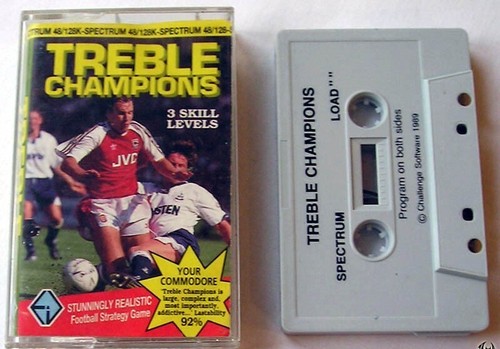 TRUM 48/128K-SPECTRUM 48/128K-SPECTRUM 48/128-S
TREBLE
CHAMPIONS
3 SKILL
LEVELS
JVC
STEN
YOUR
COMMODORE
'Treble Champions is
large, complex and,
most importantly,
addictive...' Lastability
92%
STUNNINGLY REALISTIC
Football Strategy Game
TREBLE CHAMPIONS
SPECTRUM LOAD""
Program on both sides
© Challenge Software 1989